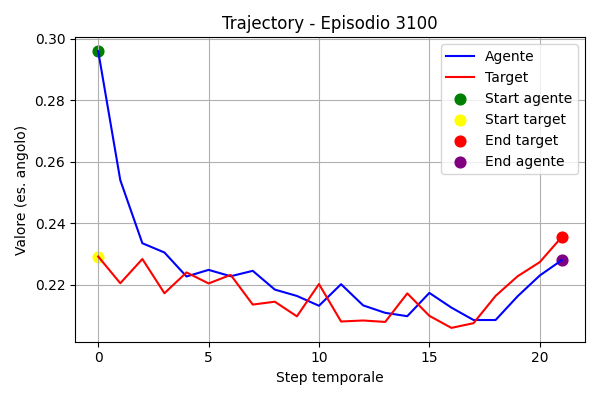 Trajectory - Episodio 3100
0.30
0.28
0.26
0.24
0.22
Valore (es. angolo)
0
5
10
15
20
Step temporale
Agente
Target
Start agente
Start target
End target
End agente